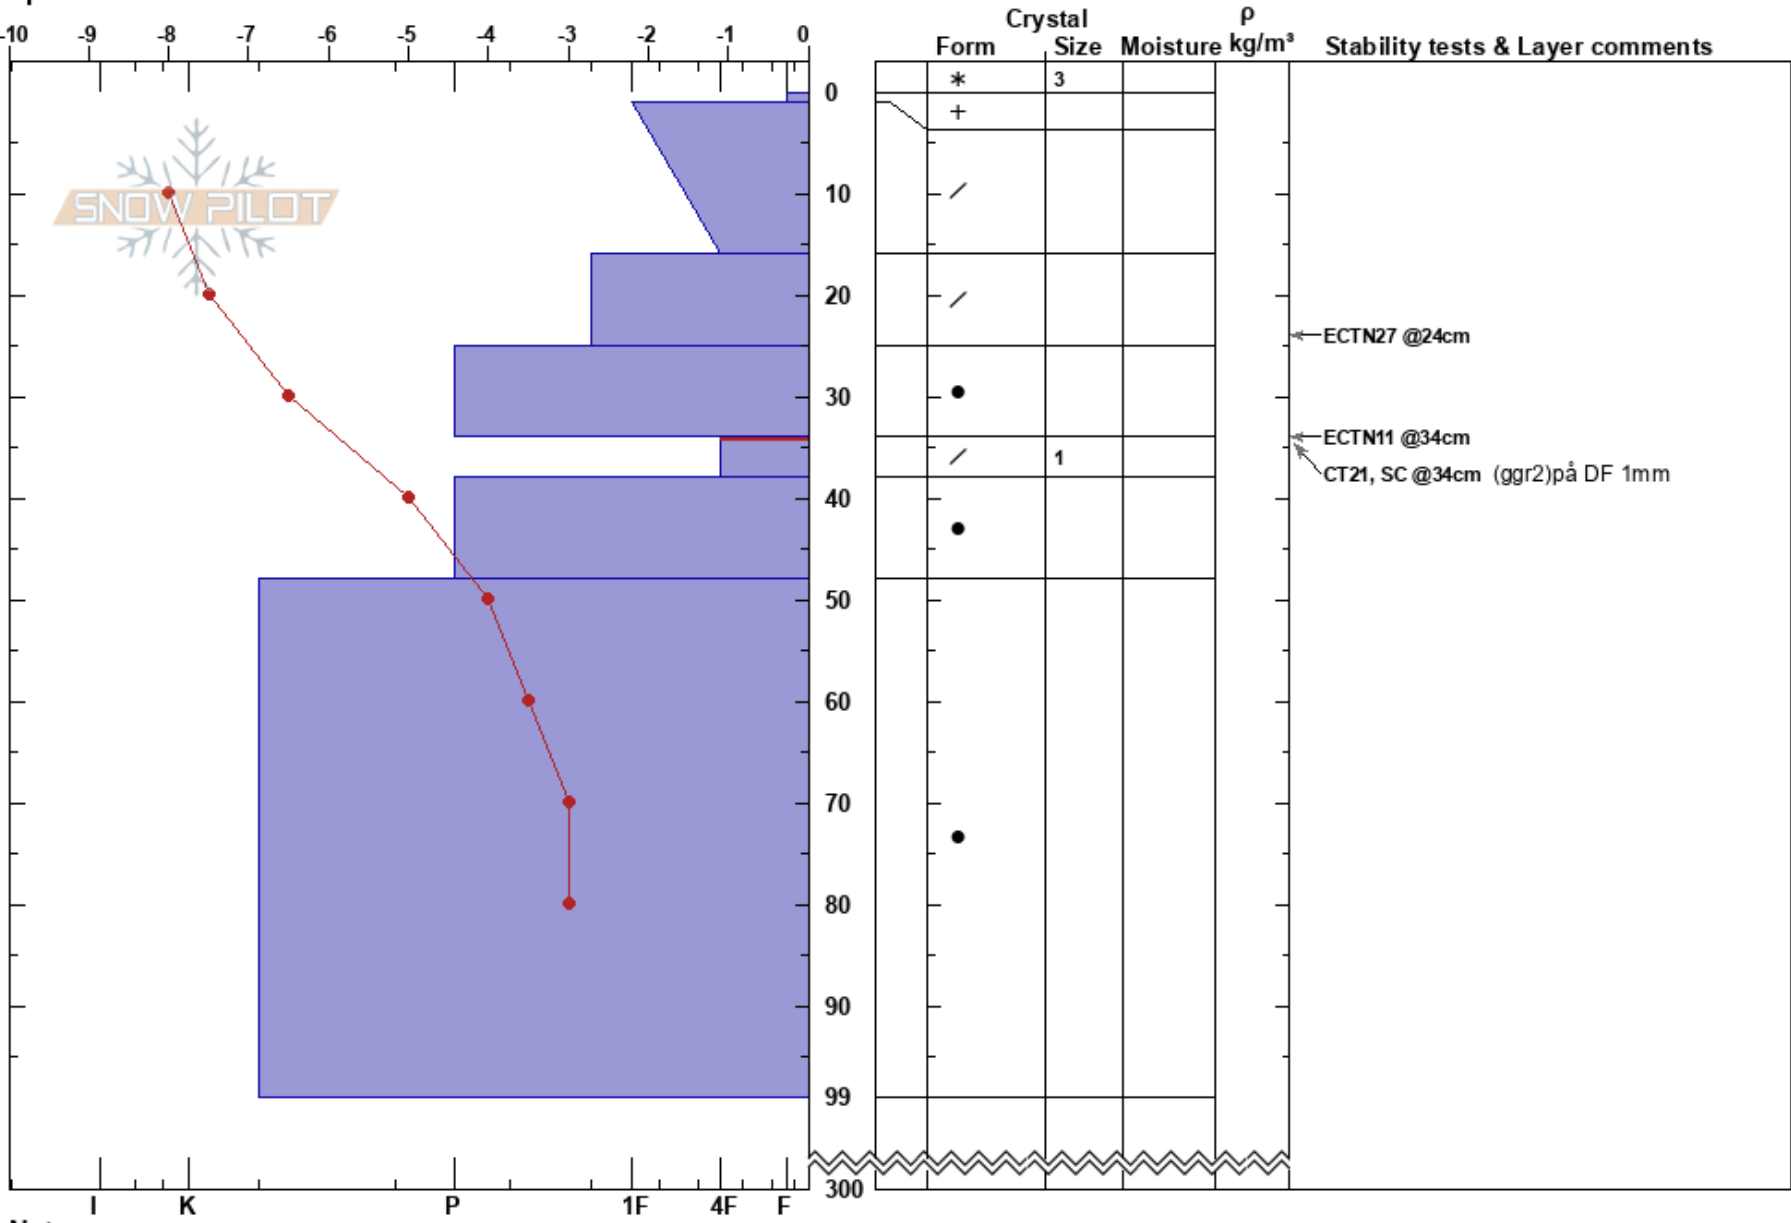 -10 -9 -8 -7 -6 -5 -4 -3 -2 -1 0
Crystal
ρ
Form Size Moisture kg/m³ Stability tests & Layer comments
SNOW PILOT
* 3
0
+
10
20
ECTN27 @24cm
30
ECTN11 @34cm
1
CT21, SC @34cm (ggr2)på DF 1mm
40
50
60
70
80
90
99
300
I K P 1F 4F F